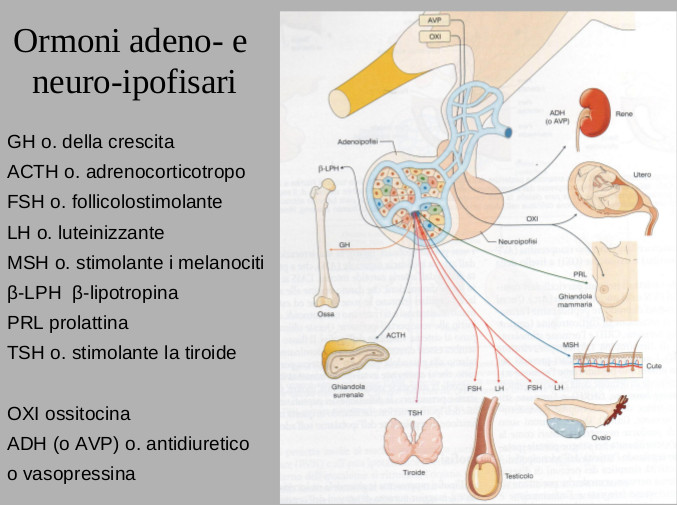 Ormoni adeno- e
neuro-ipofisari
GH o. della crescita
ACTH o. adrenocorticotropo
FSH o. follicolostimolante
LH o. luteinizzante
MSH o. stimolante i melanociti
β-LPH β-lipotropina
PRL prolattina
TSH o. stimolante la tiroide
OXI ossitocina
ADH (o AVP) o. antidiuretico
o vasopressina
AVP
OXI
ADH
(o AVP)
Rene
Adenoipofisi
β-LPH
Utero
OXI
Neuroipofisi
GH
PRL
Ghiandola
mammaria
Ossa
ACTH
MSH
Cute
Ghiandola
surrenale
FSH LH FSH LH
TSH
Ovaio
Tiroide
Testicolo